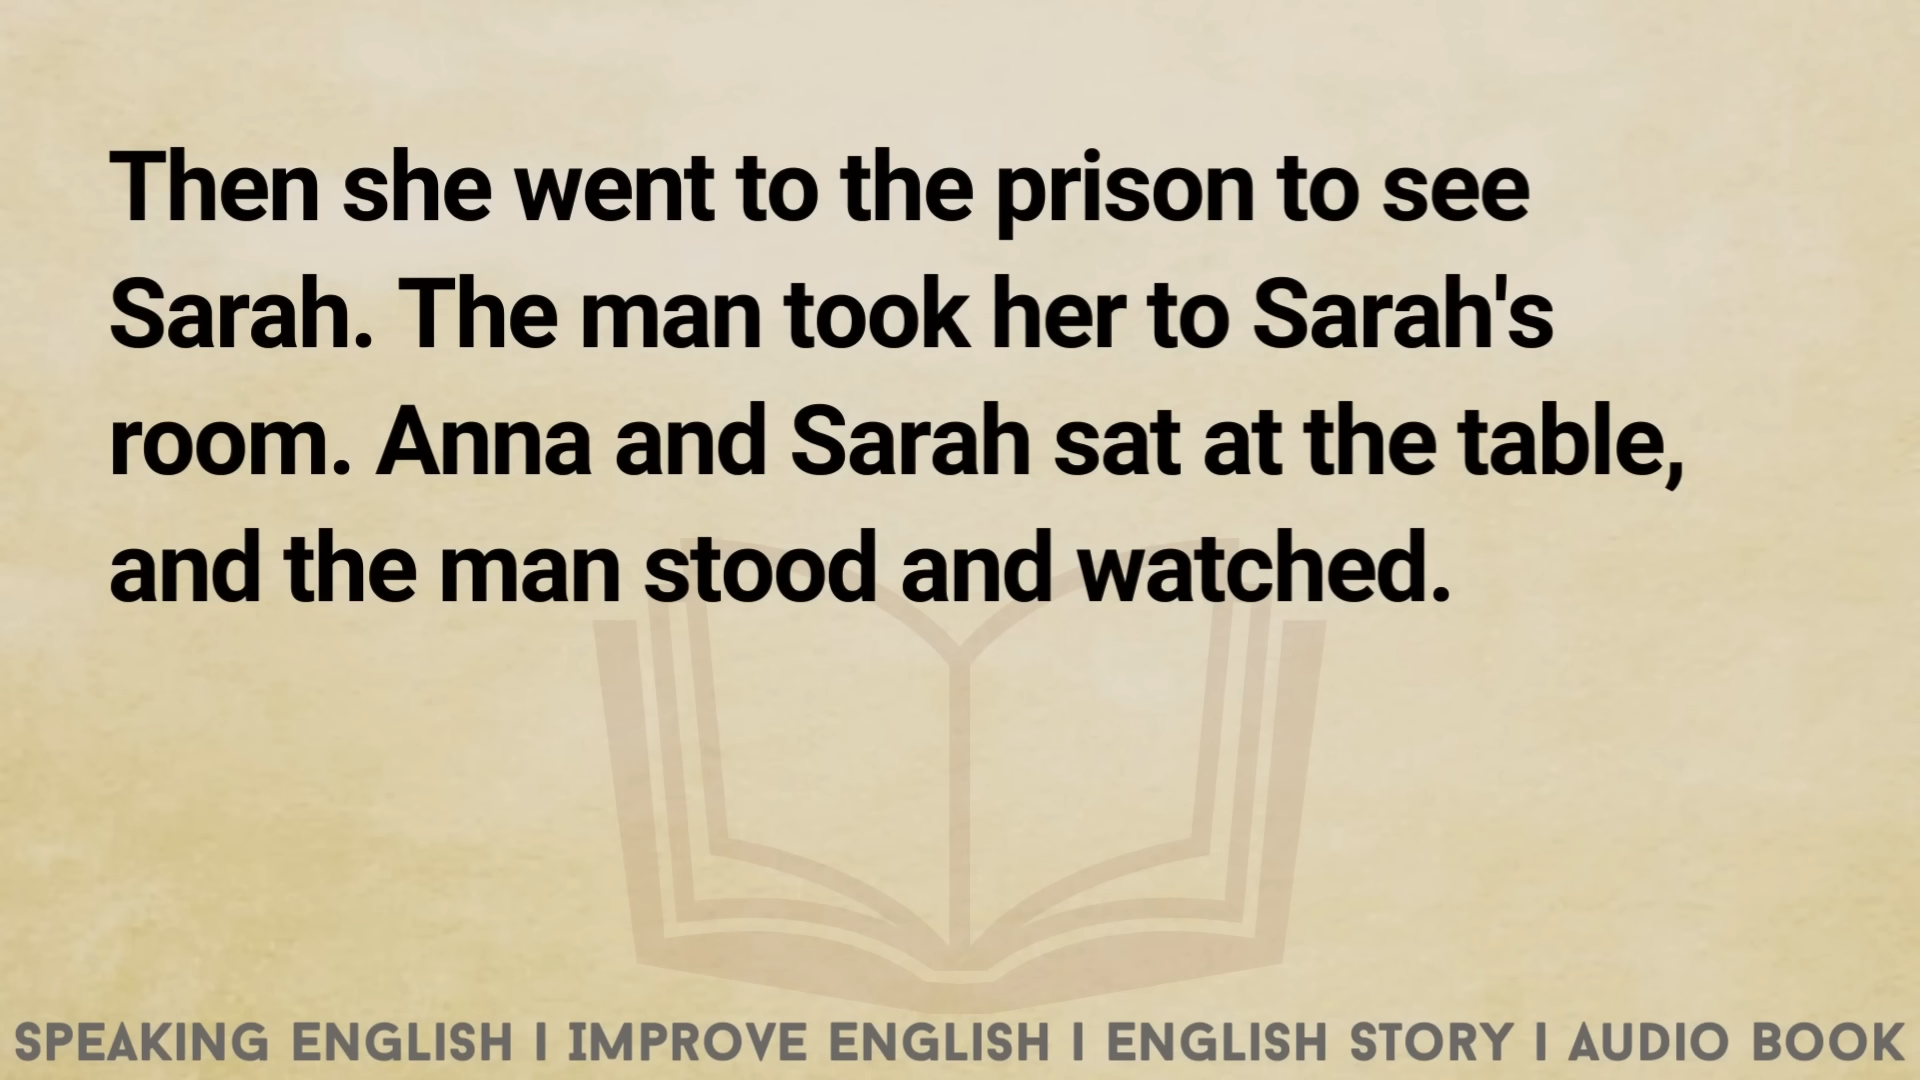 Then she went to the prison to see
Sarah. The man took her to Sarah's
room. Anna and Sarah sat at the table,
and the man stood and watched.
SPEAKING ENGLISH | IMPROVE ENGLISH | ENGLISH STORY | AUDIO BOOK